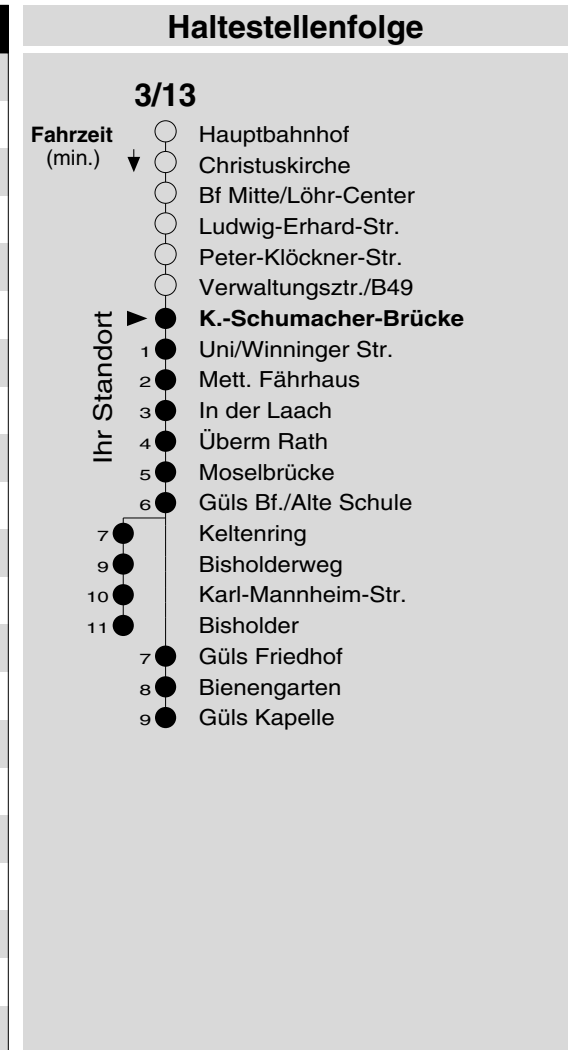 Haltestellenfolge
3/13
Fahrzeit
(min.)
Hauptbahnhof
Christuskirche
Bf Mitte/Löhr-Center
Ludwig-Erhard-Str.
Peter-Klöckner-Str.
Verwaltungsztr./B49
Ihr Standort
K.-Schumacher-Brücke
1 Uni/Winninger Str.
2 Mett. Fährhaus
3 In der Laach
4 Überm Rath
5 Moselbrücke
6 Güls Bf./Alte Schule
7 Keltenring
9 Bisholderweg
10 Karl-Mannheim-Str.
11 Bisholder
7 Güls Friedhof
8 Bienengarten
9 Güls Kapelle